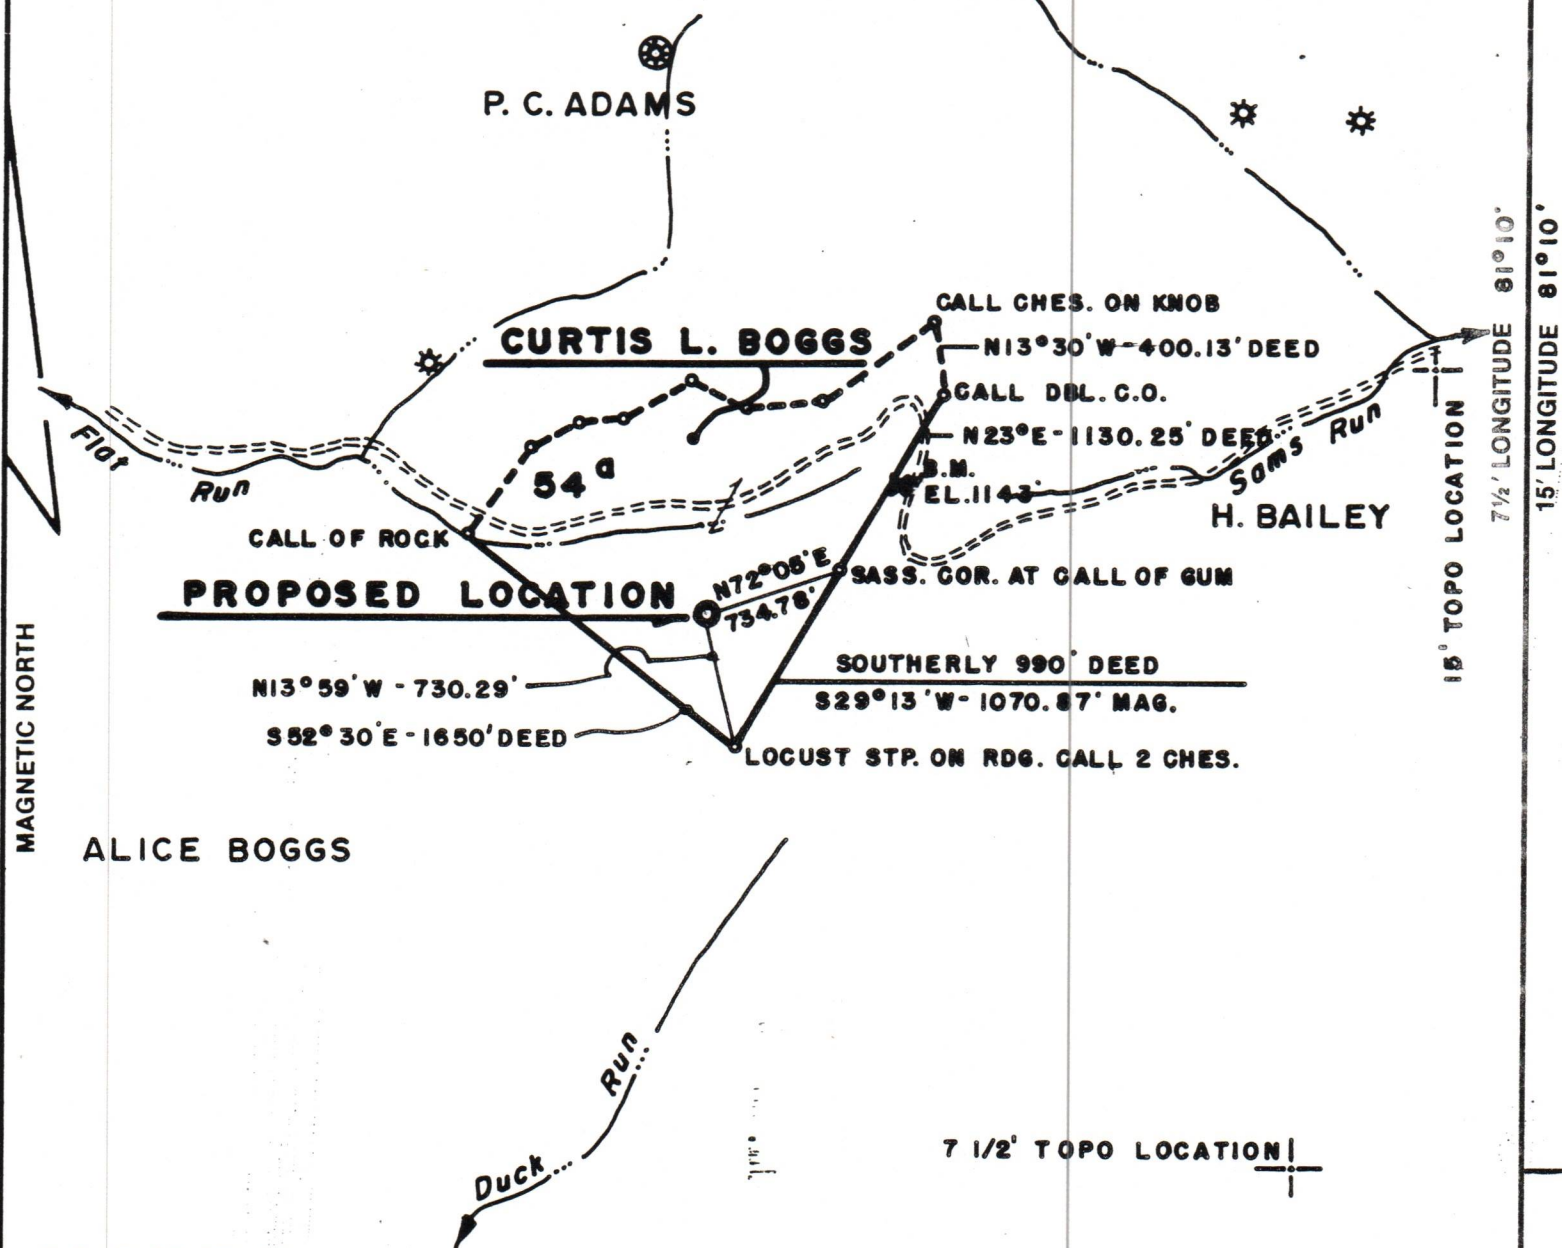 P. C. ADAMS
CALL CHES. ON KNOB
CURTIS L. BOGGS
N13°30'W-400.13' DEED
CALL DBL. C.O.
N23°E-1130.25' DEED
B.M.
EL.1143'
54ᵃ
Flat
Run
Sams Run
H. BAILEY
CALL OF ROCK
PROPOSED LOCATION
N72°05'E
734.78'
SASS. COR. AT CALL OF GUM
N13°59'W - 730.29'
S52°30'E-1650' DEED
SOUTHERLY 990' DEED
S29°13'W-1070.87' MAG.
LOCUST STP. ON RDG. CALL 2 CHES.
MAGNETIC NORTH
ALICE BOGGS
Duck Run
7 1/2' TOPO LOCATION
15' TOPO LOCATION
7½' LONGITUDE 81°10'
15' LONGITUDE 81°10'